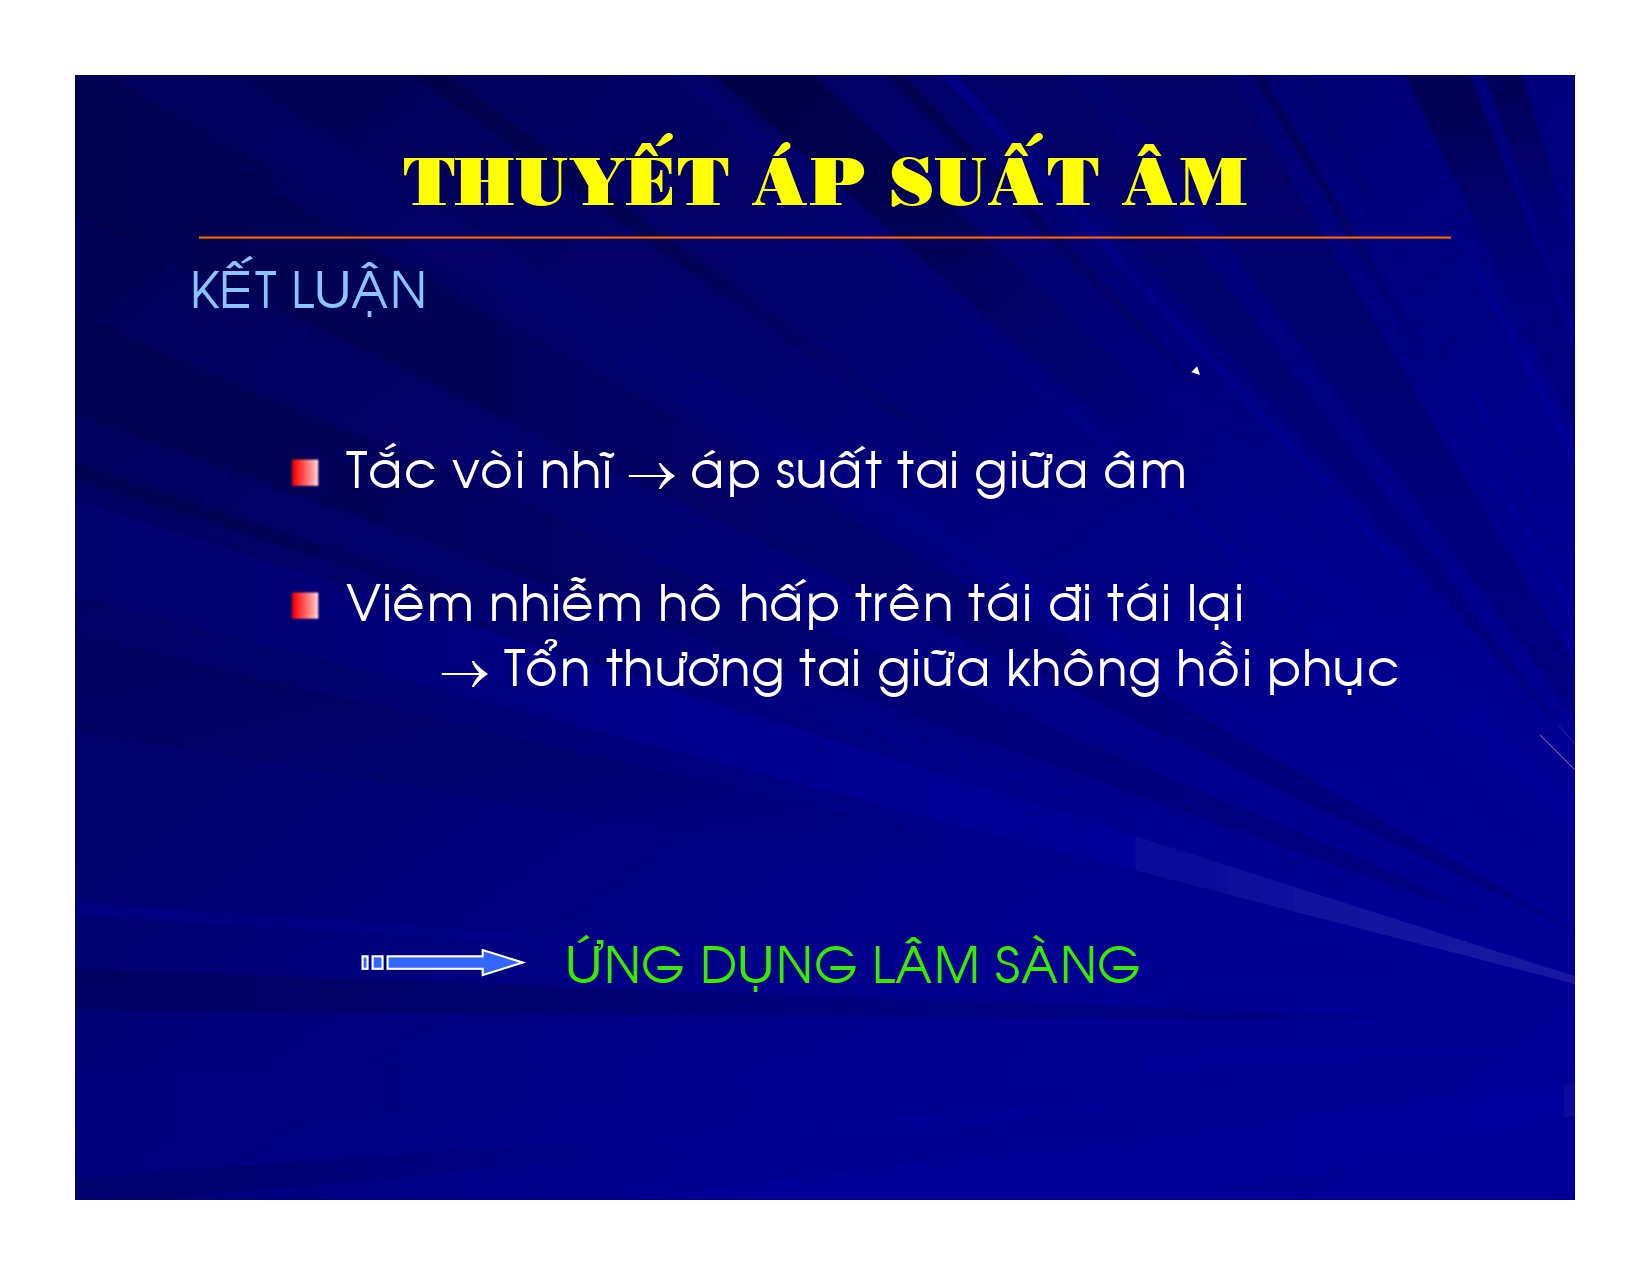 THUYẾT ÁP SUẤT ÂM
KẾT LUẬN
Tắc vòi nhĩ → áp suất tai giữa âm
Viêm nhiễm hô hấp trên tái đi tái lại
→ Tổn thương tai giữa không hồi phục
ỨNG DỤNG LÂM SÀNG